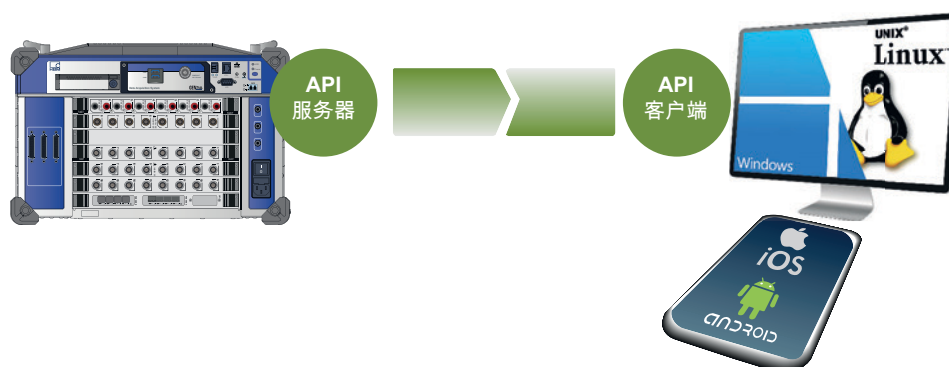 API
服务器
API
客户端
UNIX®
Linux
Windows
iOS
ANDROID